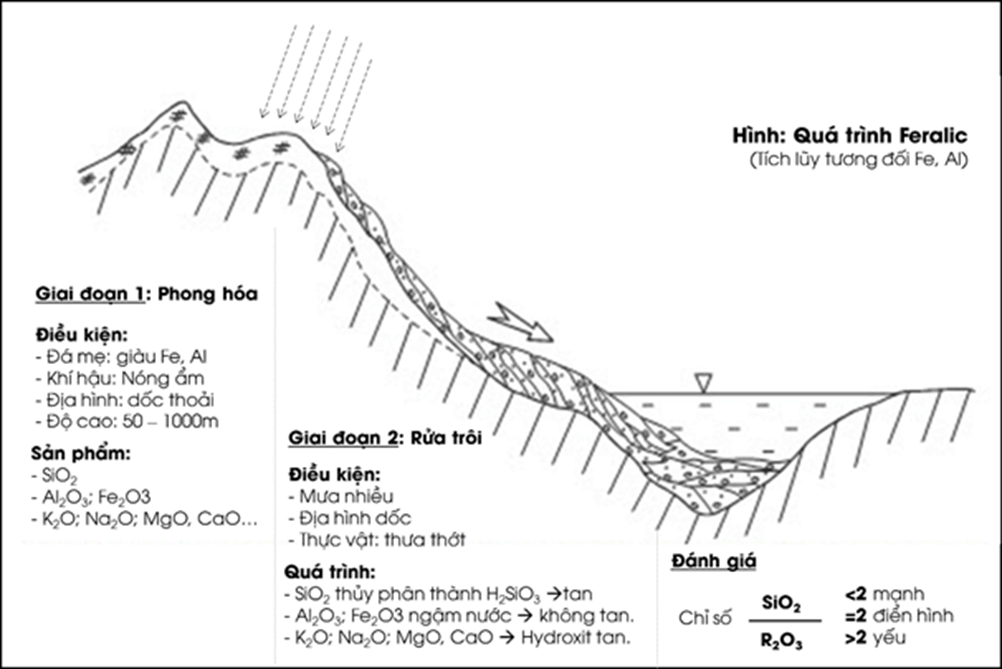 Hình: Quá trình Feralic
(Tích lũy tương đối Fe, Al)
Giai đoạn 1: Phong hóa
Điều kiện:
- Đá mẹ: giàu Fe, Al
- Khí hậu: Nóng ẩm
- Địa hình: dốc thoải
- Độ cao: 50 – 1000m
Sản phẩm:
- SiO₂
- Al₂O₃; Fe₂O3
- K₂O; Na₂O; MgO, CaO...
Giai đoạn 2: Rửa trôi
Điều kiện:
- Mưa nhiều
- Địa hình dốc
- Thực vật: thưa thớt
Quá trình:
- SiO₂ thủy phân thành H₂SiO₃ →tan
- Al₂O₃; Fe₂O3 ngậm nước → không tan.
- K₂O; Na₂O; MgO, CaO → Hydroxit tan.
Đánh giá
Chỉ số SiO₂ / R₂O₃
<2 mạnh
=2 điển hình
>2 yếu